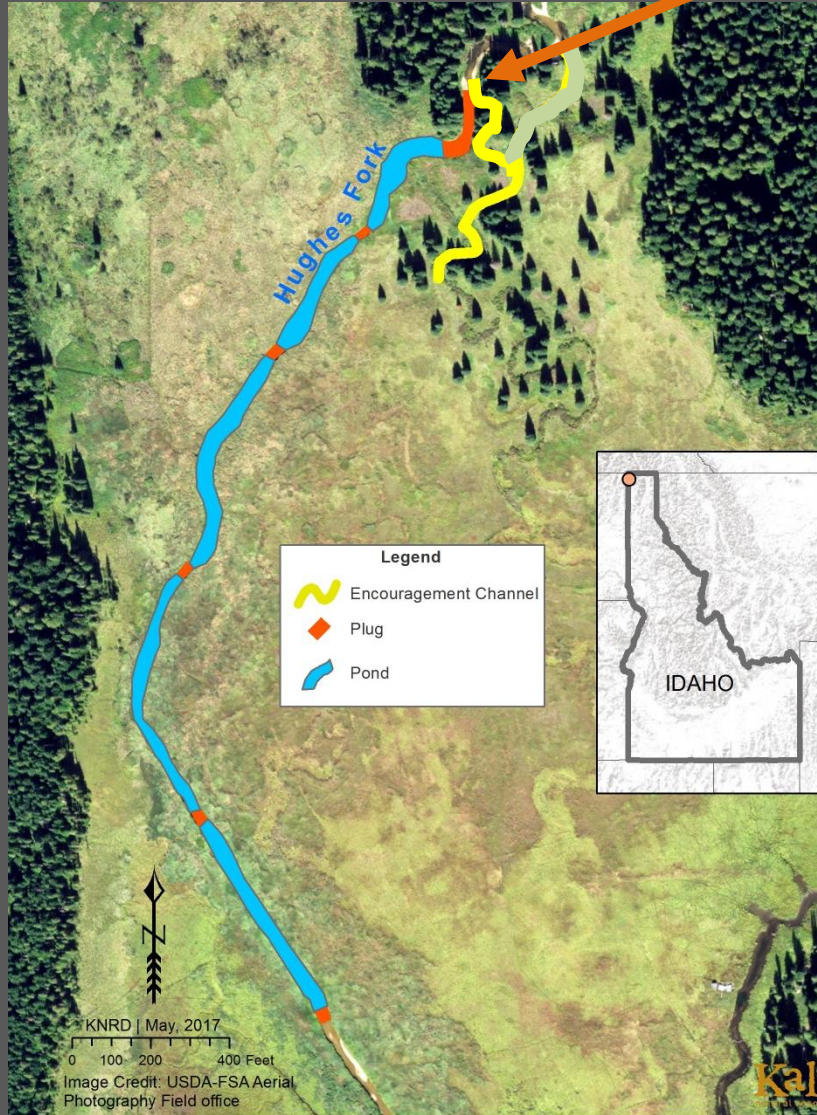 Hughes Fork
Legend
Encouragement Channel
Plug
Pond
IDAHO
N
KNRD | May, 2017
0 100 200 400 Feet
Image Credit: USDA-FSA Aerial
Photography Field office
Kal